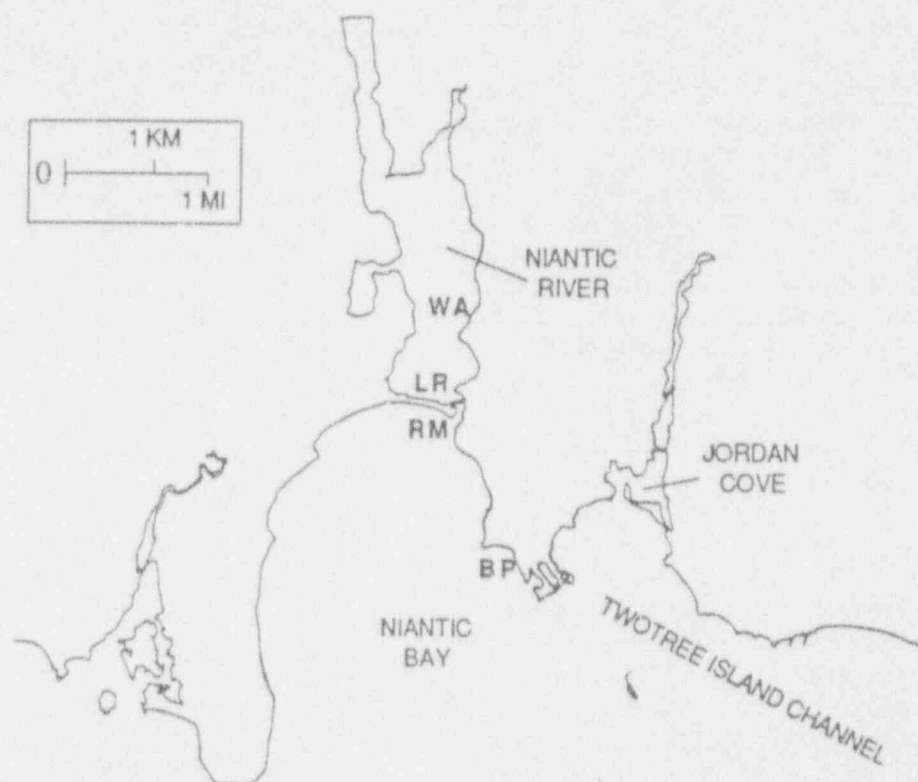 1 KM
0
1 MI
NIANTIC
RIVER
WA
LR
RM
JORDAN
COVE
BP
NIANTIC
BAY
TWOTREE ISLAND CHANNEL